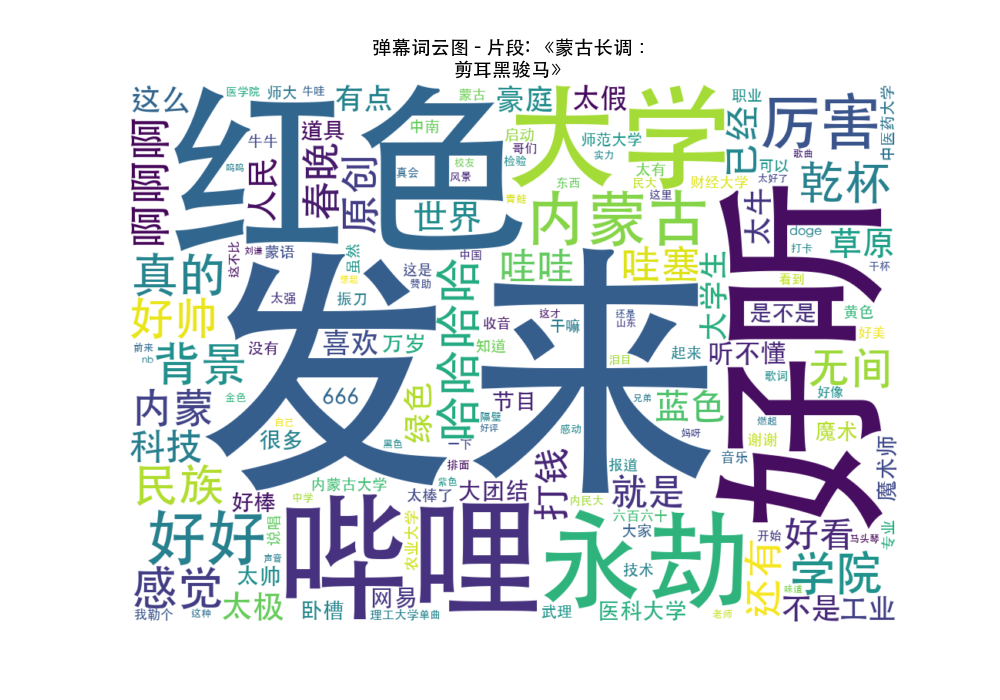 弹幕词云图 - 片段: 《蒙古长调：
剪耳黑骏马》
这么
医学院
师大
牛哇
有点
蒙古
豪庭
太假
大学
职业
厉害
中医药大学
啊啊啊
红色
牛牛
道具
中南
启动
哥们
师范大学
实力
已经
歌曲
呜呜
人民
春晚
原创
真会
校友
风景
检验
太有
财经大学
太好了
可以
乾杯
东西
民大
这里
世界
青蛙
内蒙古
太牛
doge
打卡
草原
干杯
这不比
刘谦
蒙语
虽然
中国
真的
感起
这是
赞助
哈哈哈哈
哇哇
哇塞
大学生
好听
看到
发来
太强
振刀
好帅
收音
这才
干嘛
还是
山东
是不是
黄色
前来
nb
没有
喜欢
万岁
知道
泪目
起来
听不懂
好美
背景
无间
歌词
好像
金色
666
绿色
节目
兄弟
蓝色
内蒙
自己
隔壁
好评
燃起
科技
很多
黑色
一下
感动
妈呀
谢谢
魔术
民族
排面
报道
音乐
魔术师
内蒙古大学
紫色
打钱
好棒
中学
太棒了
大团结
就是
内民大
好好
哔哩
说唱
农业大学
永劫
六百六十
大家
好看
开始
马头琴
专业
感觉
声音
太帅
技术
还有
味道
学院
网易
我勒个
这种
太极
卧槽
理工大学
单曲
武理
医科大学
老师
不是
工业